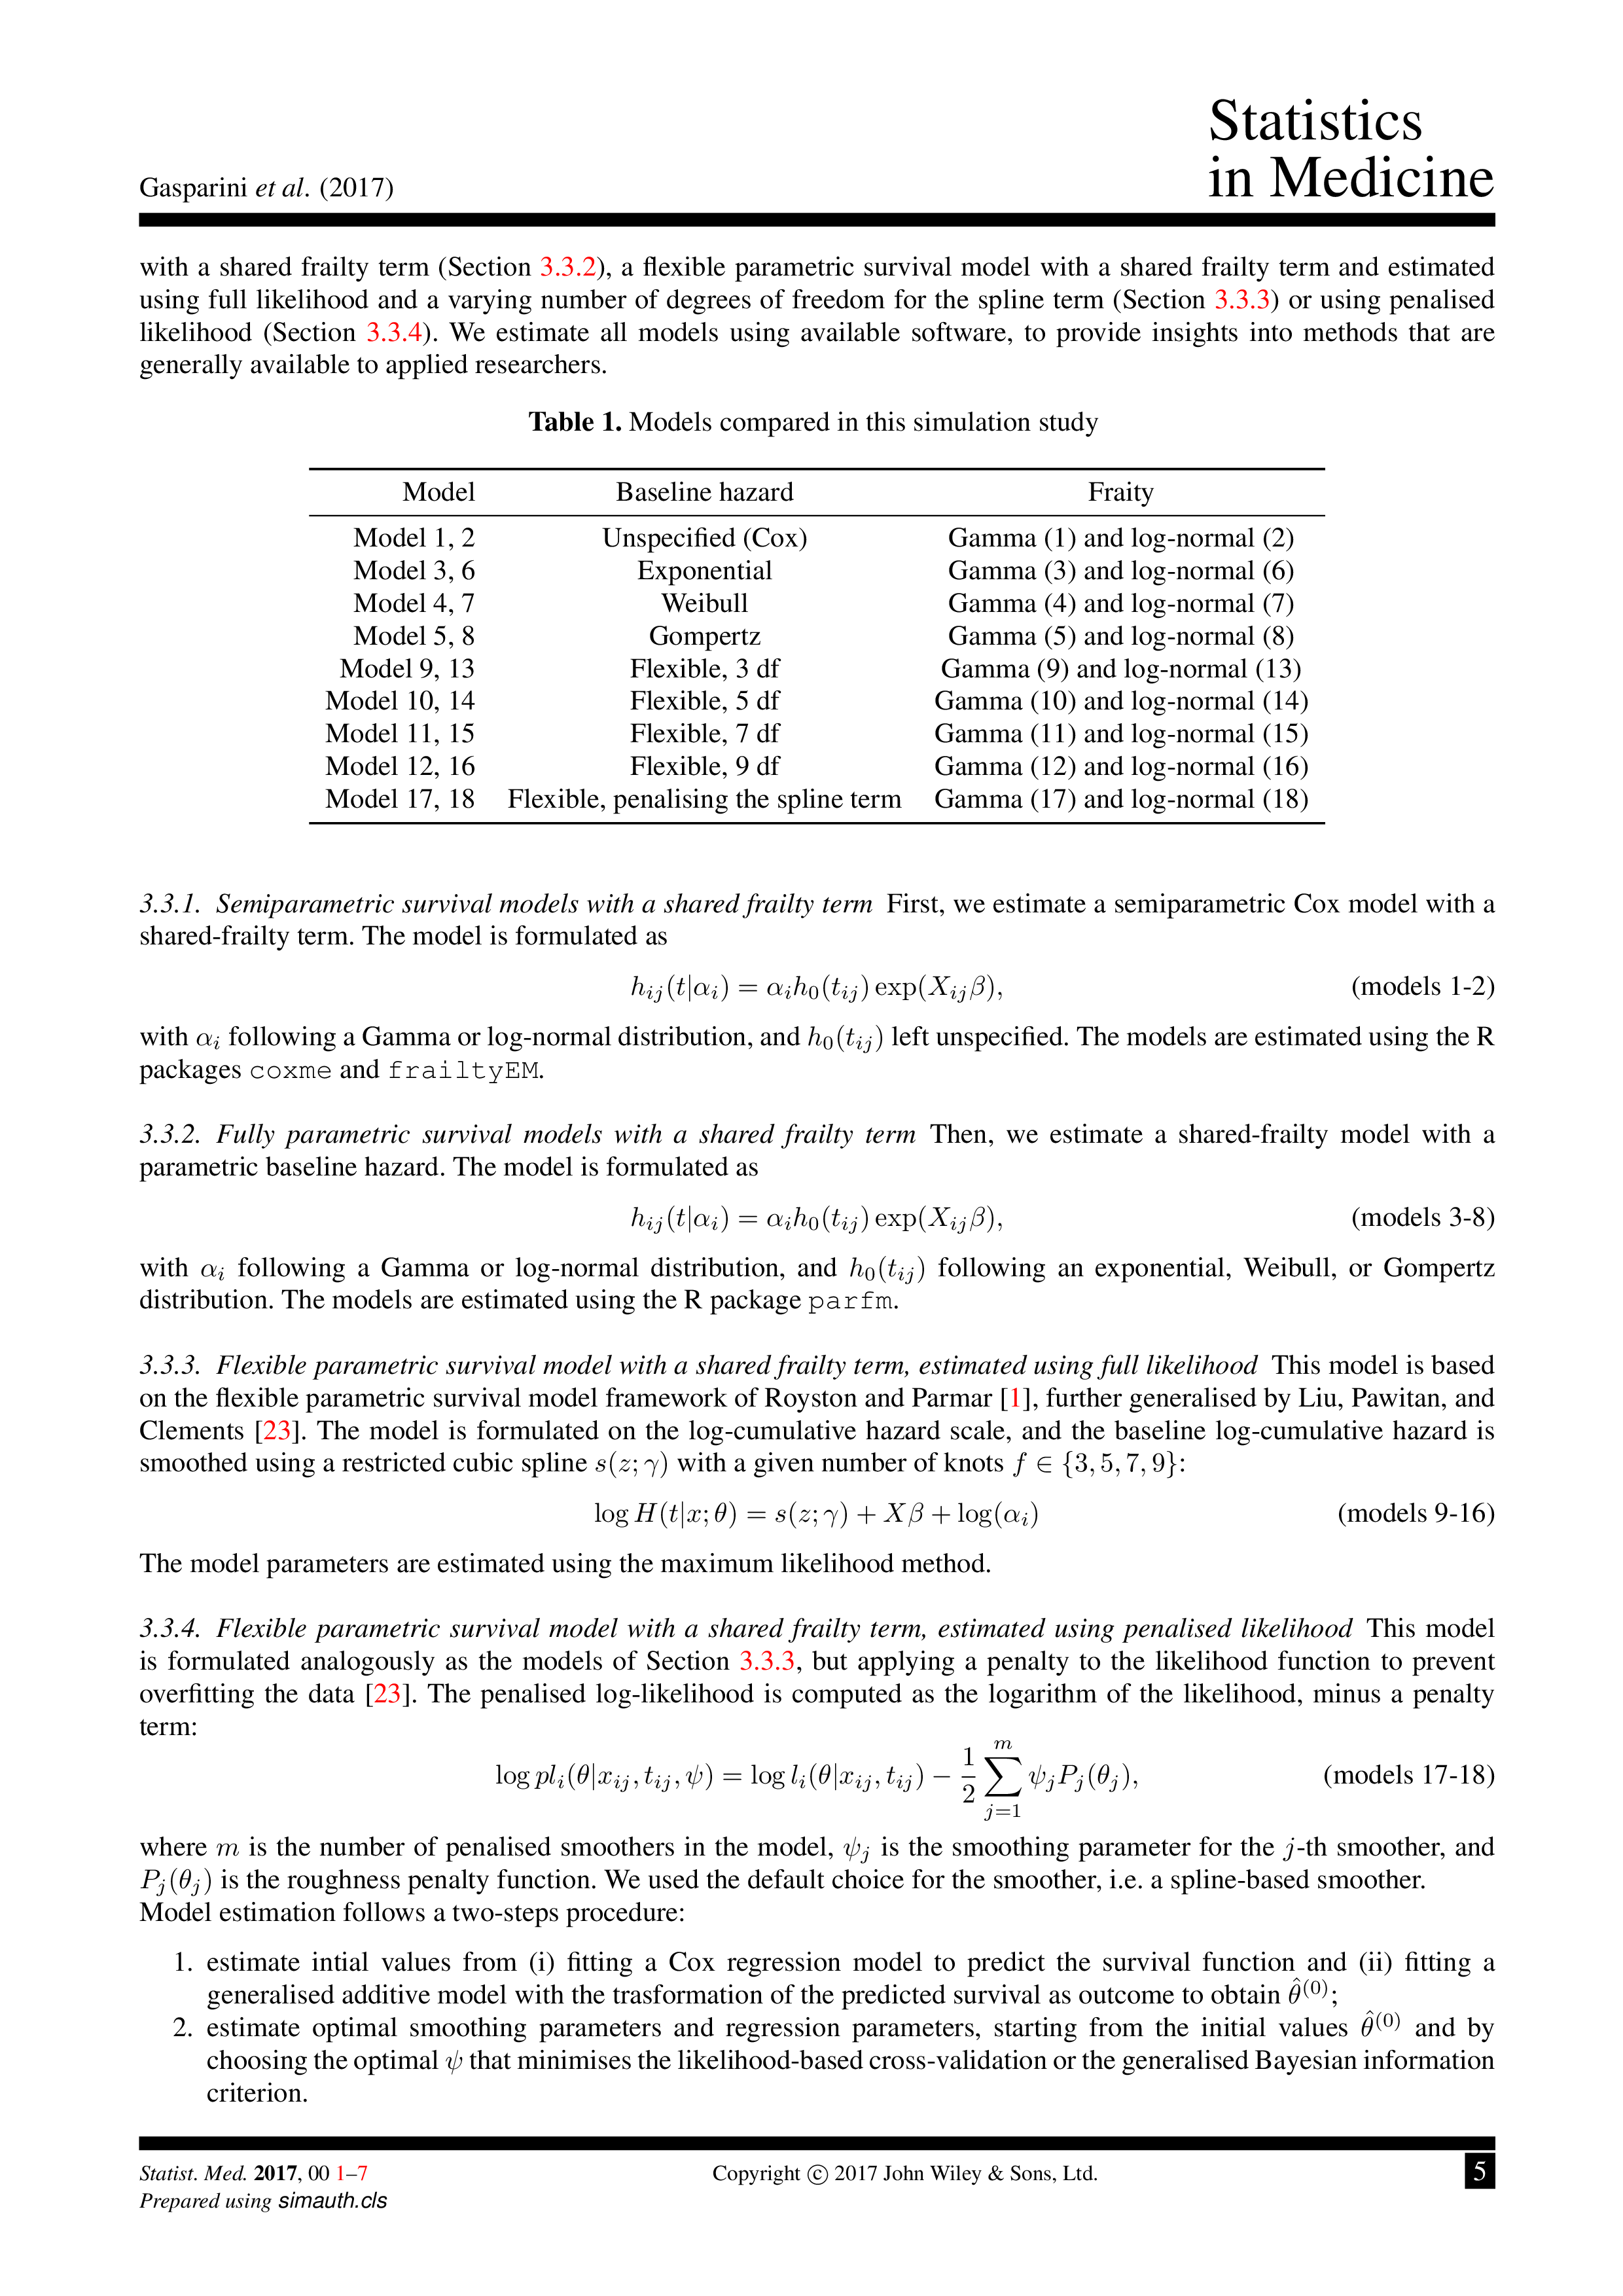 Statistics
in Medicine
Gasparini et al. (2017)
with a shared frailty term (Section 3.3.2), a flexible parametric survival model with a shared frailty term and estimated
using full likelihood and a varying number of degrees of freedom for the spline term (Section 3.3.3) or using penalised
likelihood (Section 3.3.4). We estimate all models using available software, to provide insights into methods that are
generally available to applied researchers.
Table 1. Models compared in this simulation study
Model Baseline hazard Fraity
Model 1, 2 Unspecified (Cox) Gamma (1) and log-normal (2)
Model 3, 6 Exponential Gamma (3) and log-normal (6)
Model 4, 7 Weibull Gamma (4) and log-normal (7)
Model 5, 8 Gompertz Gamma (5) and log-normal (8)
Model 9, 13 Flexible, 3 df Gamma (9) and log-normal (13)
Model 10, 14 Flexible, 5 df Gamma (10) and log-normal (14)
Model 11, 15 Flexible, 7 df Gamma (11) and log-normal (15)
Model 12, 16 Flexible, 9 df Gamma (12) and log-normal (16)
Model 17, 18 Flexible, penalising the spline term Gamma (17) and log-normal (18)
3.3.1. Semiparametric survival models with a shared frailty term First, we estimate a semiparametric Cox model with a
shared-frailty term. The model is formulated as
h_{ij}(t|α_i) = α_i h_0(t_{ij}) exp(X_{ij}β), (models 1-2)
with α_i following a Gamma or log-normal distribution, and h_0(t_{ij}) left unspecified. The models are estimated using the R
packages coxme and frailtyEM.
3.3.2. Fully parametric survival models with a shared frailty term Then, we estimate a shared-frailty model with a
parametric baseline hazard. The model is formulated as
h_{ij}(t|α_i) = α_i h_0(t_{ij}) exp(X_{ij}β), (models 3-8)
with α_i following a Gamma or log-normal distribution, and h_0(t_{ij}) following an exponential, Weibull, or Gompertz
distribution. The models are estimated using the R package parfm.
3.3.3. Flexible parametric survival model with a shared frailty term, estimated using full likelihood This model is based
on the flexible parametric survival model framework of Royston and Parmar [1], further generalised by Liu, Pawitan, and
Clements [23]. The model is formulated on the log-cumulative hazard scale, and the baseline log-cumulative hazard is
smoothed using a restricted cubic spline s(z; γ) with a given number of knots f ∈ {3, 5, 7, 9}:
log H(t|x; θ) = s(z; γ) + Xβ + log(α_i) (models 9-16)
The model parameters are estimated using the maximum likelihood method.
3.3.4. Flexible parametric survival model with a shared frailty term, estimated using penalised likelihood This model
is formulated analogously as the models of Section 3.3.3, but applying a penalty to the likelihood function to prevent
overfitting the data [23]. The penalised log-likelihood is computed as the logarithm of the likelihood, minus a penalty
term:
log pl_i(θ|x_{ij}, t_{ij}, ψ) = log l_i(θ|x_{ij}, t_{ij}) − \frac{1}{2} \sum_{j=1}^{m} ψ_j P_j(θ_j), (models 17-18)
where m is the number of penalised smoothers in the model, ψ_j is the smoothing parameter for the j-th smoother, and
P_j(θ_j) is the roughness penalty function. We used the default choice for the smoother, i.e. a spline-based smoother.
Model estimation follows a two-steps procedure:
1. estimate intial values from (i) fitting a Cox regression model to predict the survival function and (ii) fitting a
generalised additive model with the trasformation of the predicted survival as outcome to obtain θ̂^{(0)};
2. estimate optimal smoothing parameters and regression parameters, starting from the initial values θ̂^{(0)} and by
choosing the optimal ψ that minimises the likelihood-based cross-validation or the generalised Bayesian information
criterion.
Statist. Med. 2017, 00 1–7 Copyright © 2017 John Wiley & Sons, Ltd. 5
Prepared using simauth.cls